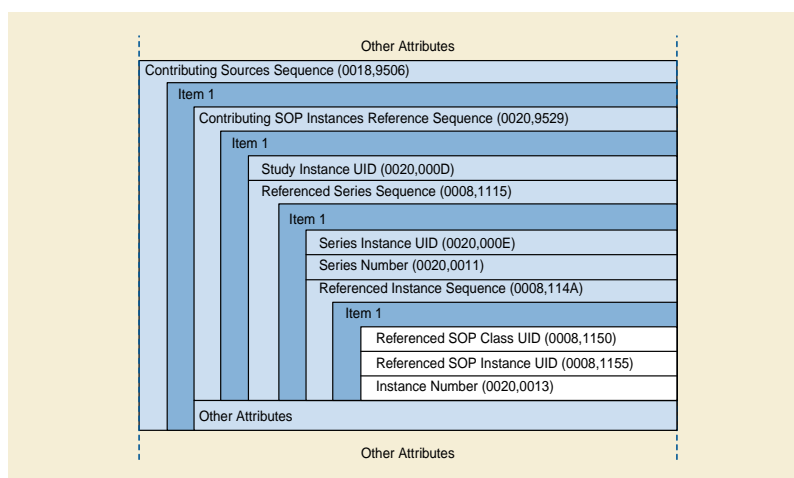 Other Attributes
Contributing Sources Sequence (0018,9506)
Item 1
Contributing SOP Instances Reference Sequence (0020,9529)
Item 1
Study Instance UID (0020,000D)
Referenced Series Sequence (0008,1115)
Item 1
Series Instance UID (0020,000E)
Series Number (0020,0011)
Referenced Instance Sequence (0008,114A)
Item 1
Referenced SOP Class UID (0008,1150)
Referenced SOP Instance UID (0008,1155)
Instance Number (0020,0013)
Other Attributes
Other Attributes